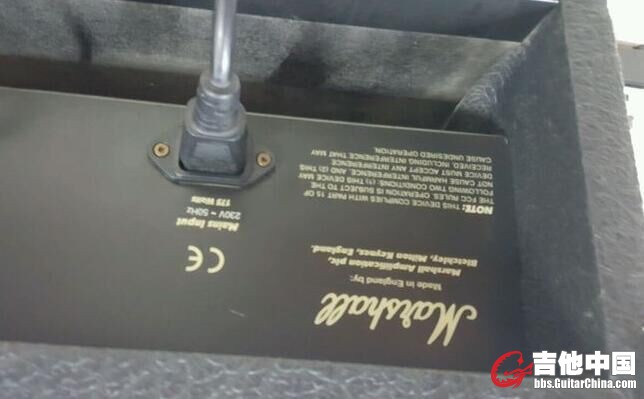 Marshall
Made in England by:
Marshall Amplification plc,
Bletchley, Milton Keynes, England.
NOTE: THIS DEVICE COMPLIES WITH PART 15 OF
THE FCC RULES. OPERATION IS SUBJECT TO THE
FOLLOWING TWO CONDITIONS: (1) THIS DEVICE MAY
NOT CAUSE HARMFUL INTERFERENCE, AND (2) THIS
DEVICE MUST ACCEPT ANY INTERFERENCE
RECEIVED, INCLUDING INTERFERENCE THAT MAY
CAUSE UNDESIRED OPERATION.
CE
Mains Input
230V ~ 50Hz
175 Watts
吉他中国
bbs.GuitarChina.com